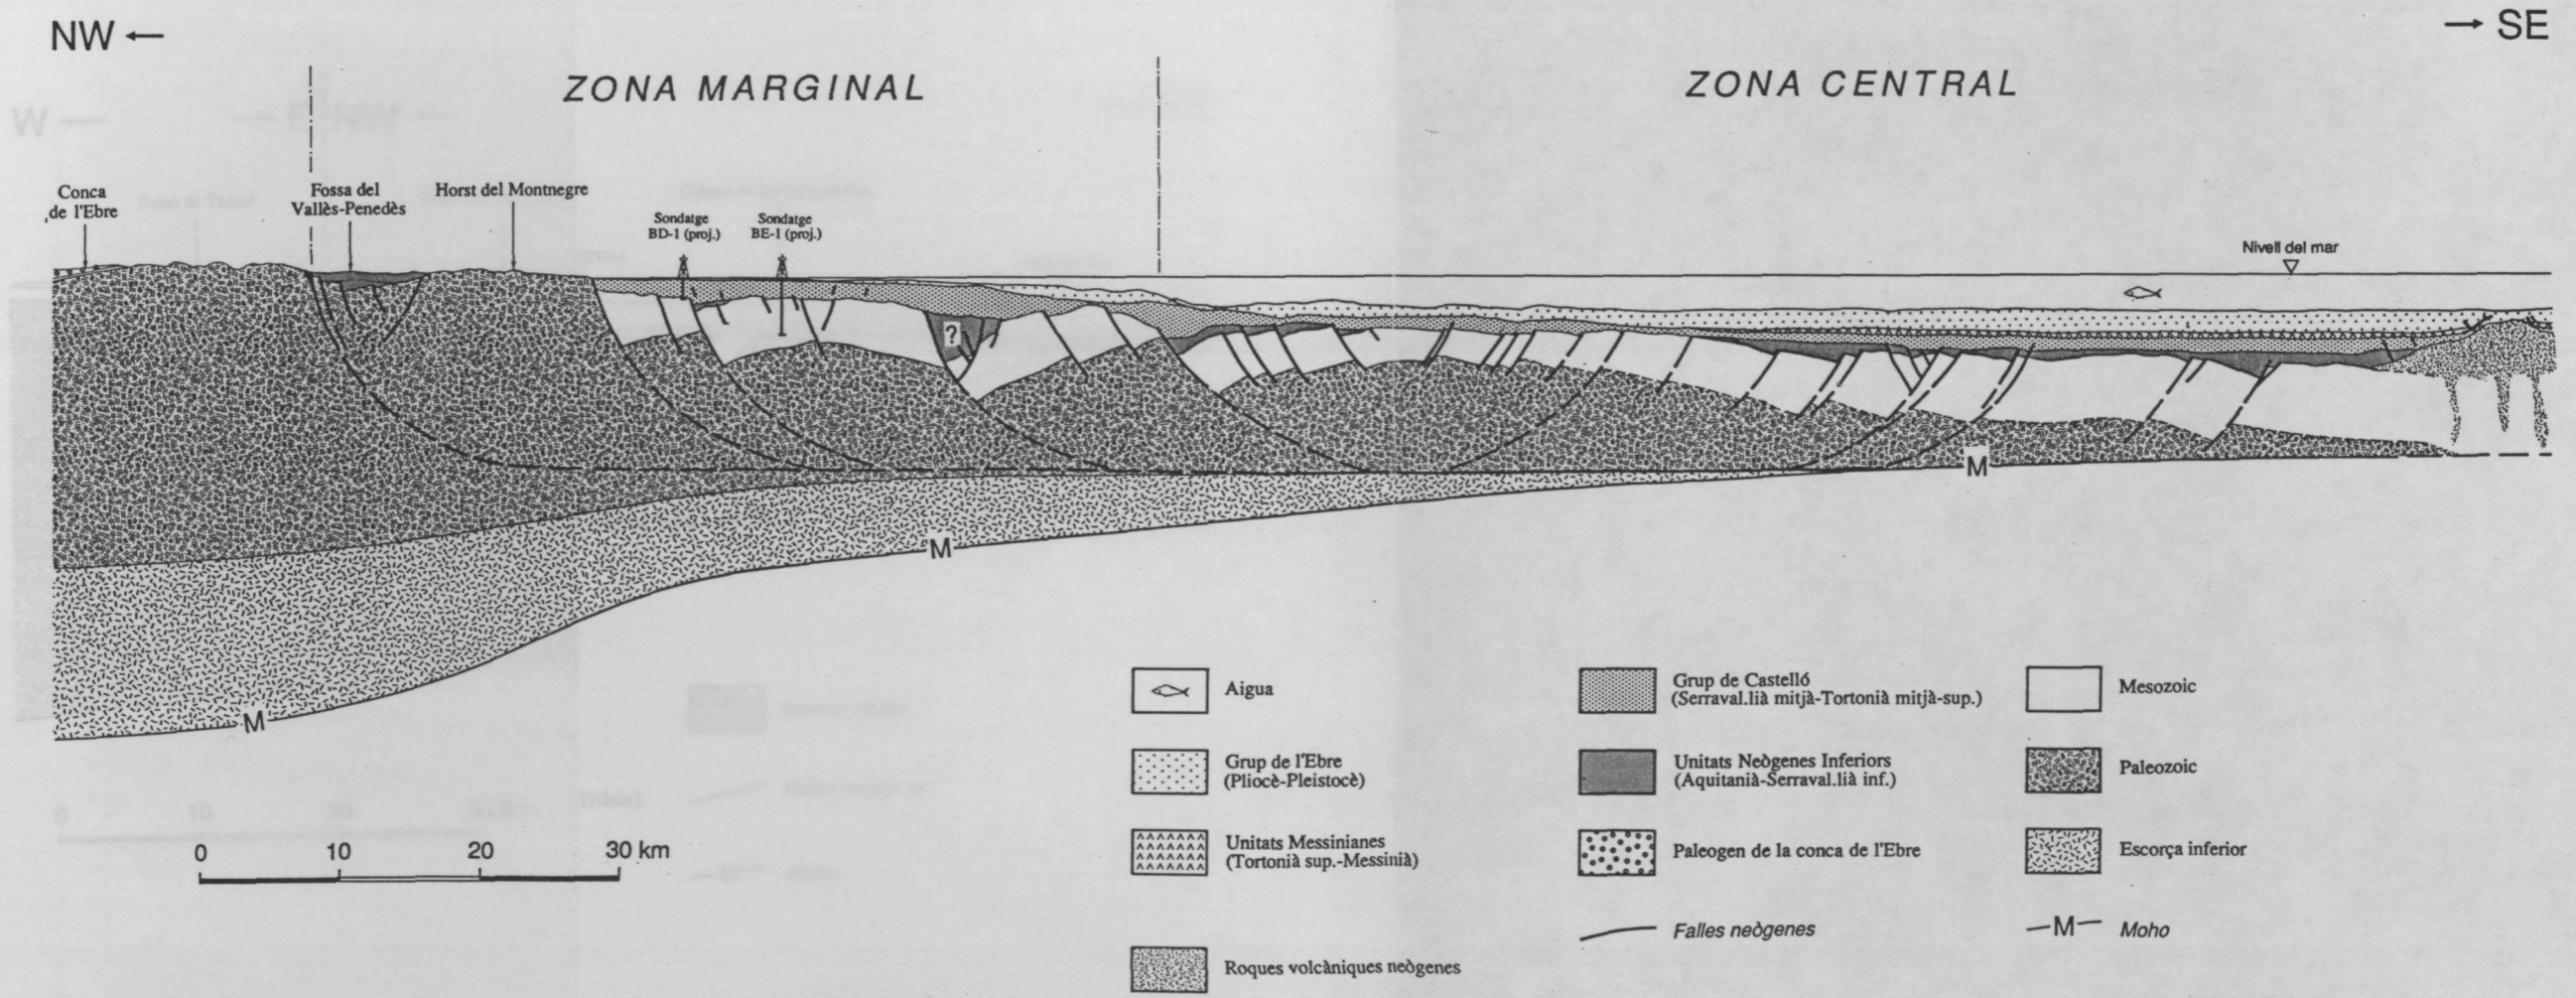 NW ←
→ SE
ZONA MARGINAL
ZONA CENTRAL
Conca
de l'Ebre
Fossa del
Vallès-Penedès
Horst del Montnegre
Sondatge
BD-1 (proj.)
Sondatge
BE-1 (proj.)
Nivell del mar
?
M
M
M
0 10 20 30 km
Aigua
Grup de l'Ebre
(Pliocè-Pleistocè)
Unitats Messinianes
(Tortonià sup.-Messinià)
Roques volcàniques neògenes
Grup de Castelló
(Serraval.lià mitjà-Tortonià mitjà-sup.)
Unitats Neògenes Inferiors
(Aquitanià-Serraval.lià inf.)
Paleogen de la conca de l'Ebre
Falles neògenes
Mesozoic
Paleozoic
Escorça inferior
M
Moho